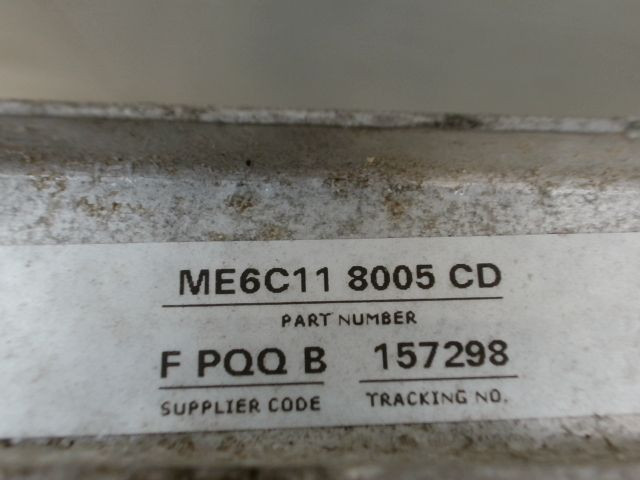 ME6C11 8005 CD
PART NUMBER
F PQQ B 157298
SUPPLIER CODE TRACKING NO.